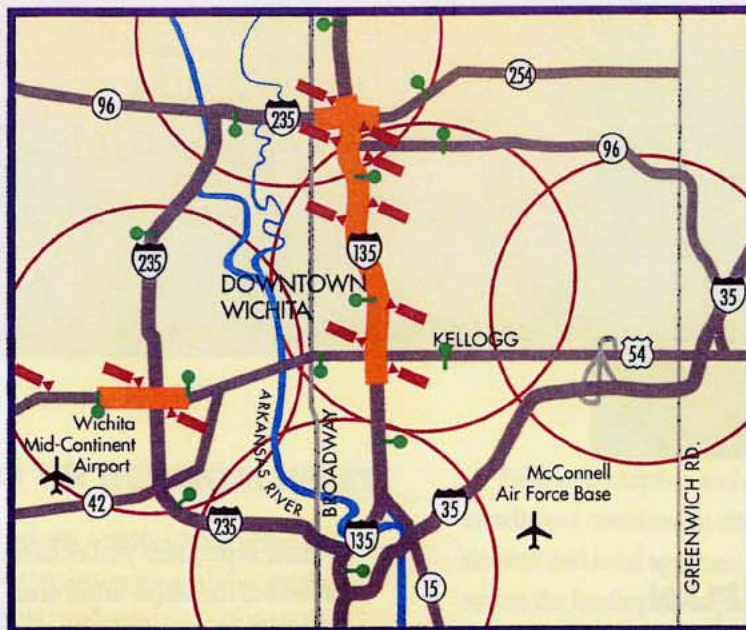 254
96
235
96
135
235
35
DOWNTOWN
WICHITA
KELLOGG
54
Wichita
Mid-Continent
Airport
ARKANSAS RIVER
BROADWAY
McConnell
Air Force Base
GREENWICH RD.
35
42
235
135
15